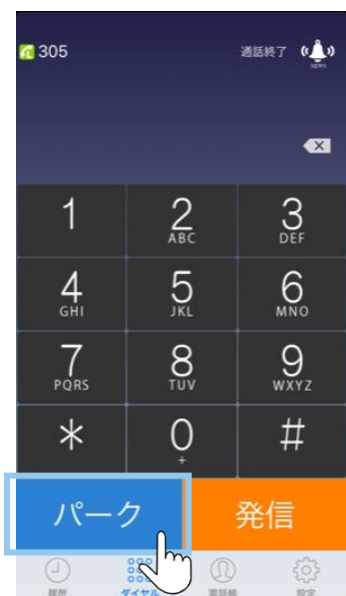 305 通話終了
NEWS
1 2 3
ABC DEF
4 5 6
GHI JKL MNO
7 8 9
PQRS TUV WXYZ
* 0 #
+
パーク 発信
履歴 ダイヤル 電話帳 設定